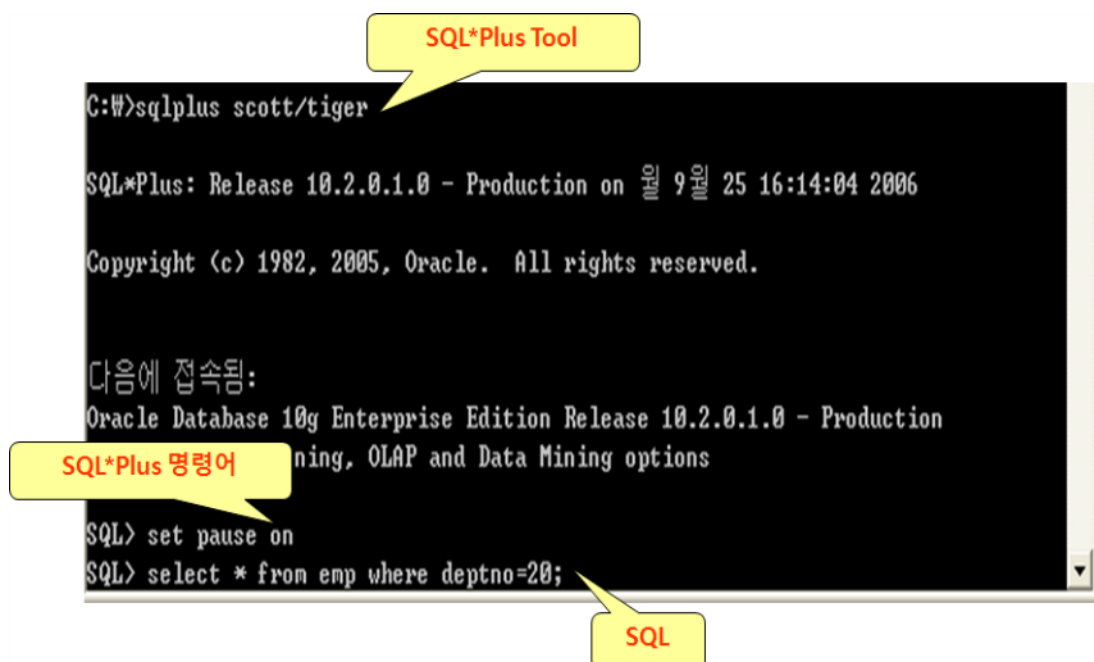 SQL*Plus Tool
C:₩>sqlplus scott/tiger
SQL*Plus: Release 10.2.0.1.0 - Production on 월 9월 25 16:14:04 2006
Copyright (c) 1982, 2005, Oracle.  All rights reserved.
다음에 접속됨:
Oracle Database 10g Enterprise Edition Release 10.2.0.1.0 - Production
SQL*Plus 명령어
ning, OLAP and Data Mining options
SQL> set pause on
SQL> select * from emp where deptno=20;
SQL